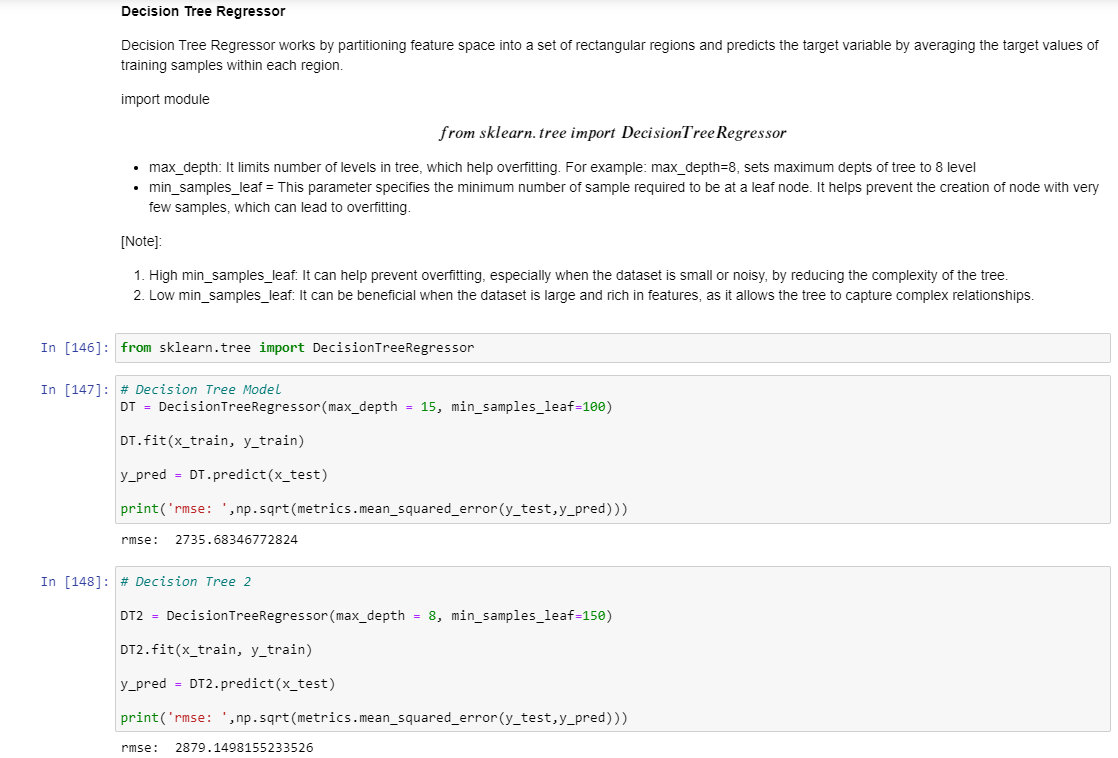 Decision Tree Regressor
Decision Tree Regressor works by partitioning feature space into a set of rectangular regions and predicts the target variable by averaging the target values of
training samples within each region.
import module
from sklearn.tree import DecisionTreeRegressor
• max_depth: It limits number of levels in tree, which help overfitting. For example: max_depth=8, sets maximum depts of tree to 8 level
• min_samples_leaf = This parameter specifies the minimum number of sample required to be at a leaf node. It helps prevent the creation of node with very
few samples, which can lead to overfitting.
[Note]:
1. High min_samples_leaf: It can help prevent overfitting, especially when the dataset is small or noisy, by reducing the complexity of the tree.
2. Low min_samples_leaf: It can be beneficial when the dataset is large and rich in features, as it allows the tree to capture complex relationships.
In [146]: from sklearn.tree import DecisionTreeRegressor
In [147]: # Decision Tree Model
DT = DecisionTreeRegressor(max_depth = 15, min_samples_leaf=100)
DT.fit(x_train, y_train)
y_pred = DT.predict(x_test)
print('rmse: ',np.sqrt(metrics.mean_squared_error(y_test,y_pred)))
rmse:  2735.68346772824
In [148]: # Decision Tree 2
DT2 = DecisionTreeRegressor(max_depth = 8, min_samples_leaf=150)
DT2.fit(x_train, y_train)
y_pred = DT2.predict(x_test)
print('rmse: ',np.sqrt(metrics.mean_squared_error(y_test,y_pred)))
rmse:  2879.1498155233526